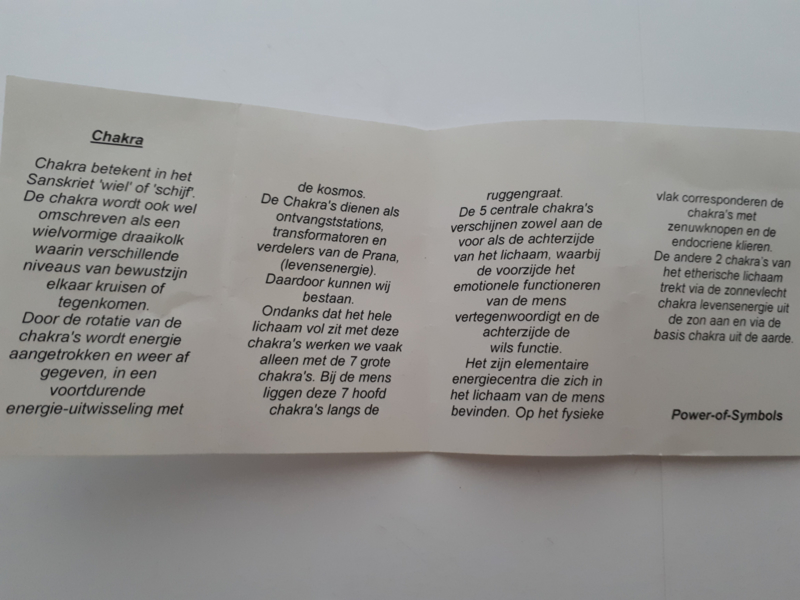 Chakra
Chakra betekent in het
Sanskriet 'wiel' of 'schijf'.
De chakra wordt ook wel
omschreven als een
wielvormige draaikolk
waarin verschillende
niveaus van bewustzijn
elkaar kruisen of
tegenkomen.
Door de rotatie van de
chakra's wordt energie
aangetrokken en weer af
gegeven, in een
voortdurende
energie-uitwisseling met
de kosmos.
De Chakra's dienen als
ontvangststations,
transformatoren en
verdelers van de Prana,
(levensenergie).
Daardoor kunnen wij
bestaan.
Ondanks dat het hele
lichaam vol zit met deze
chakra's werken we vaak
alleen met de 7 grote
chakra's. Bij de mens
liggen deze 7 hoofd
chakra's langs de
ruggengraat.
De 5 centrale chakra's
verschijnen zowel aan de
voor als de achterzijde
van het lichaam, waarbij
de voorzijde het
emotionele functioneren
van de mens
vertegenwoordigt en de
achterzijde de
wils functie.
Het zijn elementaire
energiecentra die zich in
het lichaam van de mens
bevinden. Op het fysieke
vlak corresponderen de
chakra's met
zenuwknopen en de
endocriene klieren.
De andere 2 chakra's van
het etherische lichaam
trekt via de zonnevlecht
chakra levensenergie uit
de zon aan en via de
basis chakra uit de aarde.
Power-of-Symbols